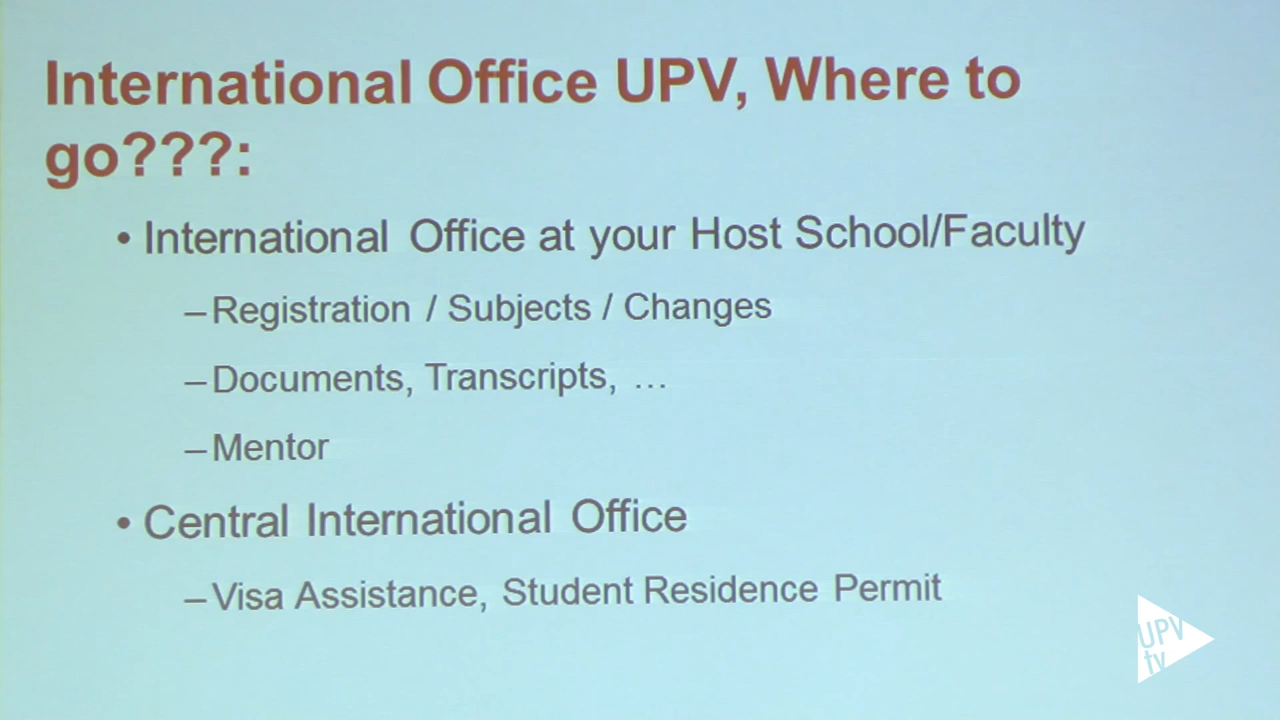 International Office UPV, Where to
go???:
• International Office at your Host School/Faculty
– Registration / Subjects / Changes
– Documents, Transcripts, …
– Mentor
• Central International Office
– Visa Assistance, Student Residence Permit
UPV
tv